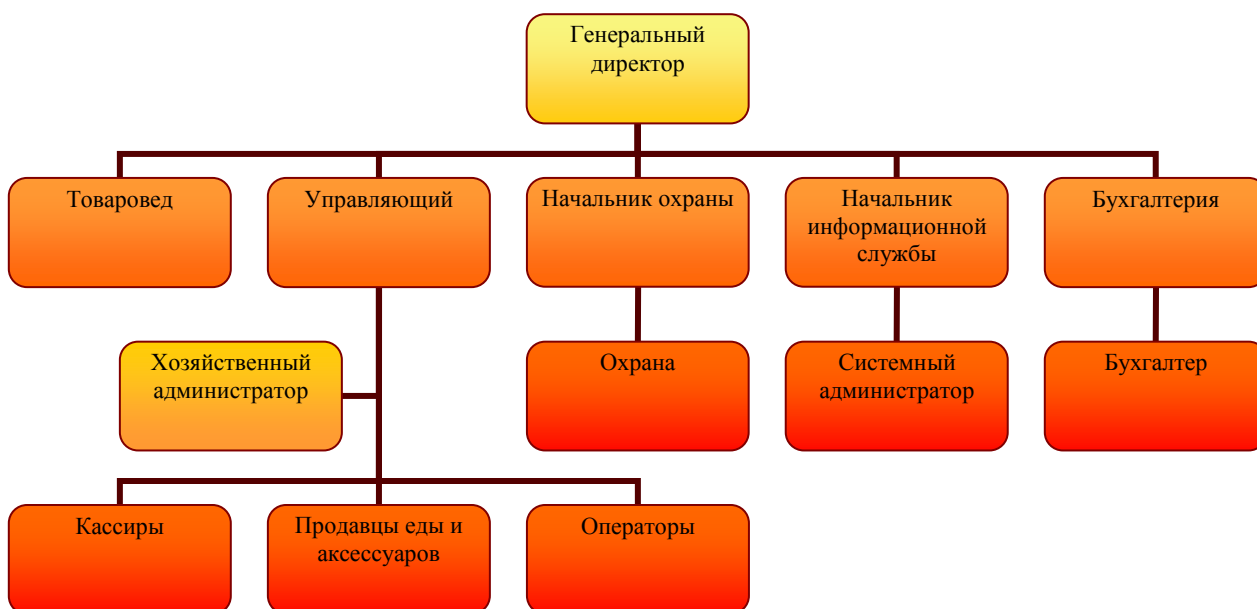 Генеральный
директор
Товаровед
Управляющий
Начальник охраны
Начальник
информационной
службы
Бухгалтерия
Хозяйственный
администратор
Охрана
Системный
администратор
Бухгалтер
Кассиры
Продавцы еды и
аксессуаров
Операторы